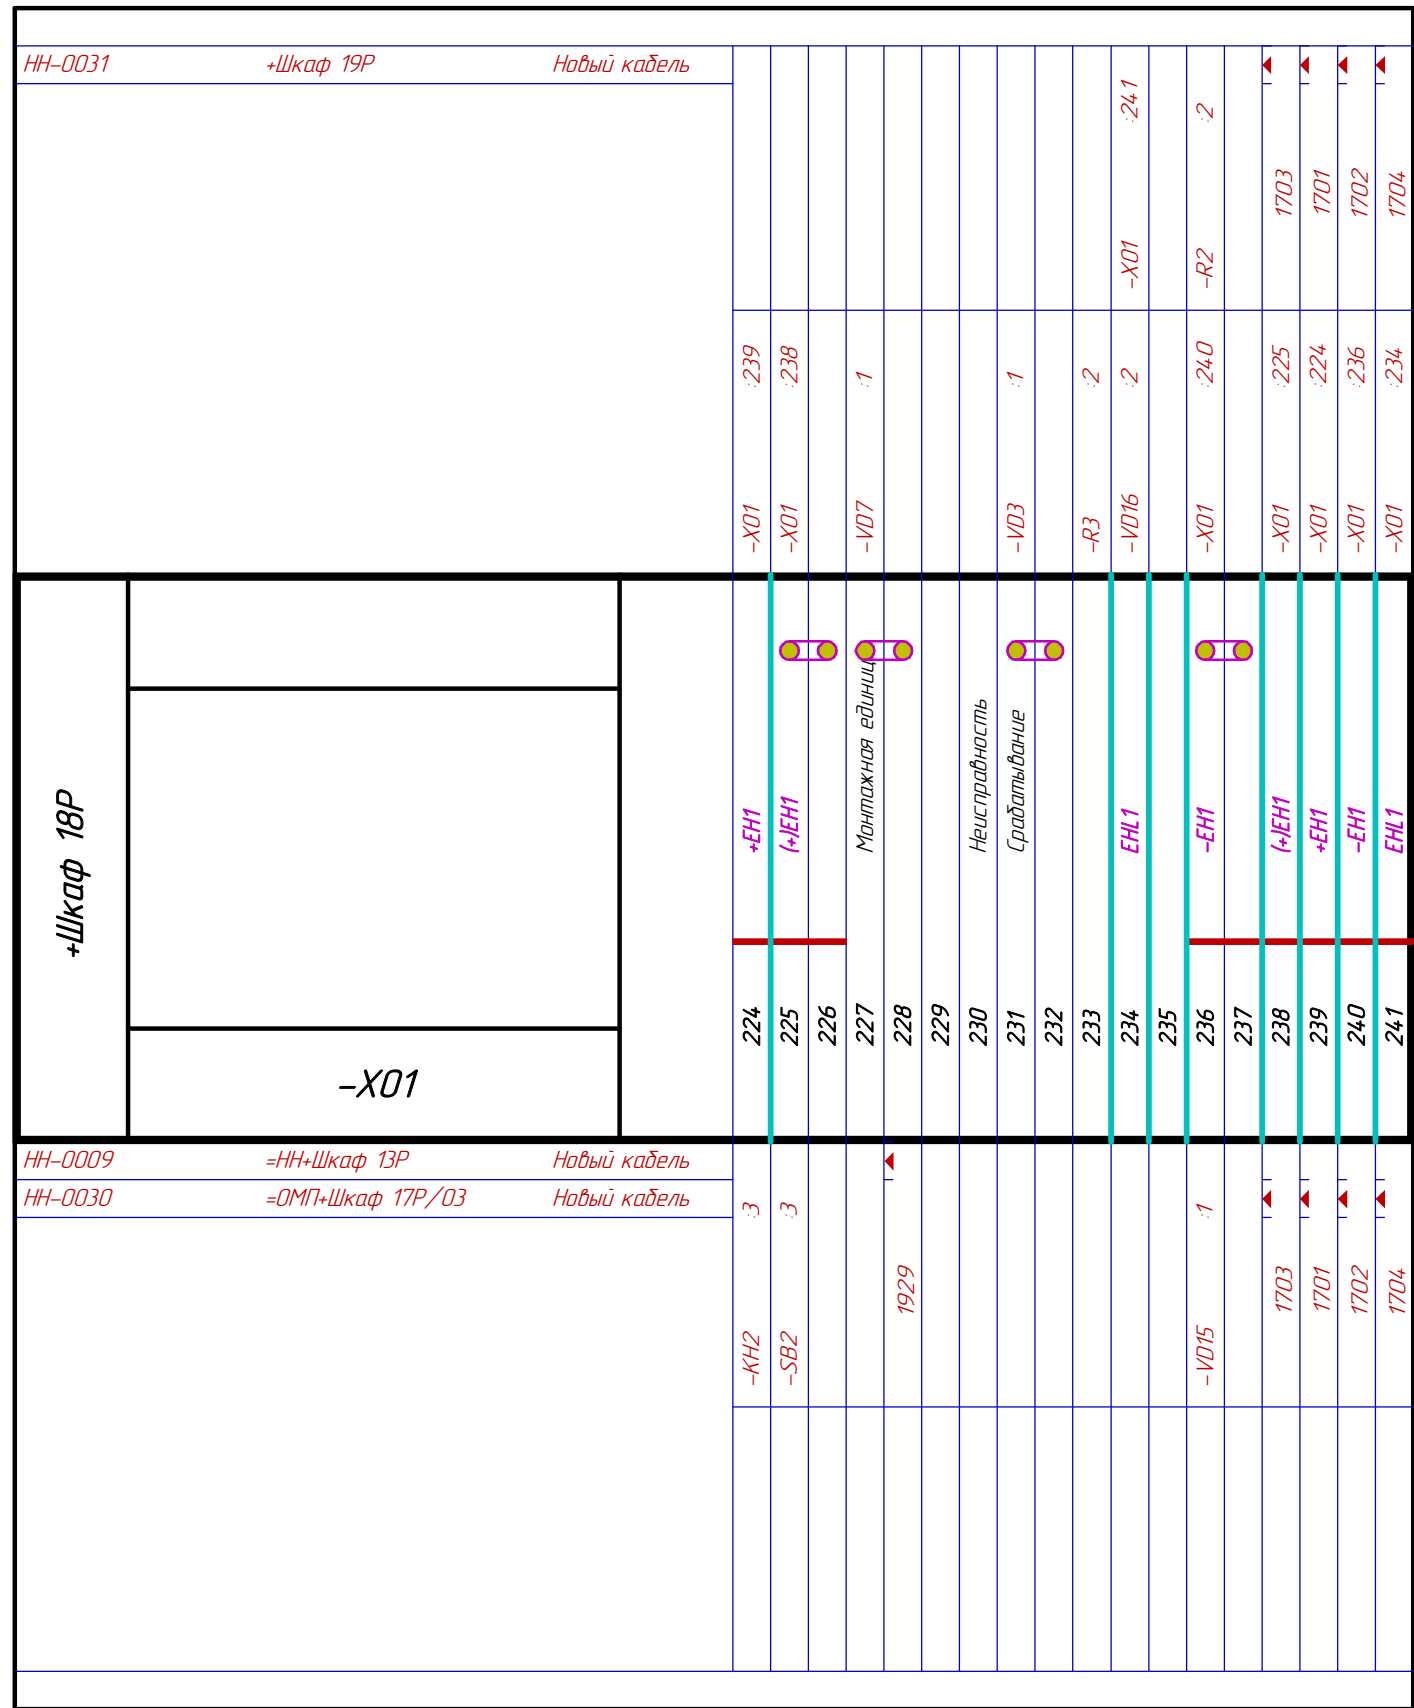 НН-0031 +Шкаф 19Р Новый кабель
:241 :2
1703 1701 1702 1704
-X01 -R2
:239 :238 :1 :1 :2 :2 :240 :225 :224 :236 :234
-X01 -X01 -VD7 -VD3 -R3 -VD16 -X01 -X01 -X01 -X01 -X01
+Шкаф 18Р
-X01
Монтажная единиц
Неисправность
Срабатывание
+EH1 (+)EH1 EHL1 -EH1 (+)EH1 +EH1 -EH1 EHL1
224 225 226 227 228 229 230 231 232 233 234 235 236 237 238 239 240 241
НН-0009 =НН+Шкаф 13Р Новый кабель
НН-0030 =ОМП+Шкаф 17Р/03 Новый кабель
:3 :3 :1
1929 1703 1701 1702 1704
-KH2 -SB2 -VD15